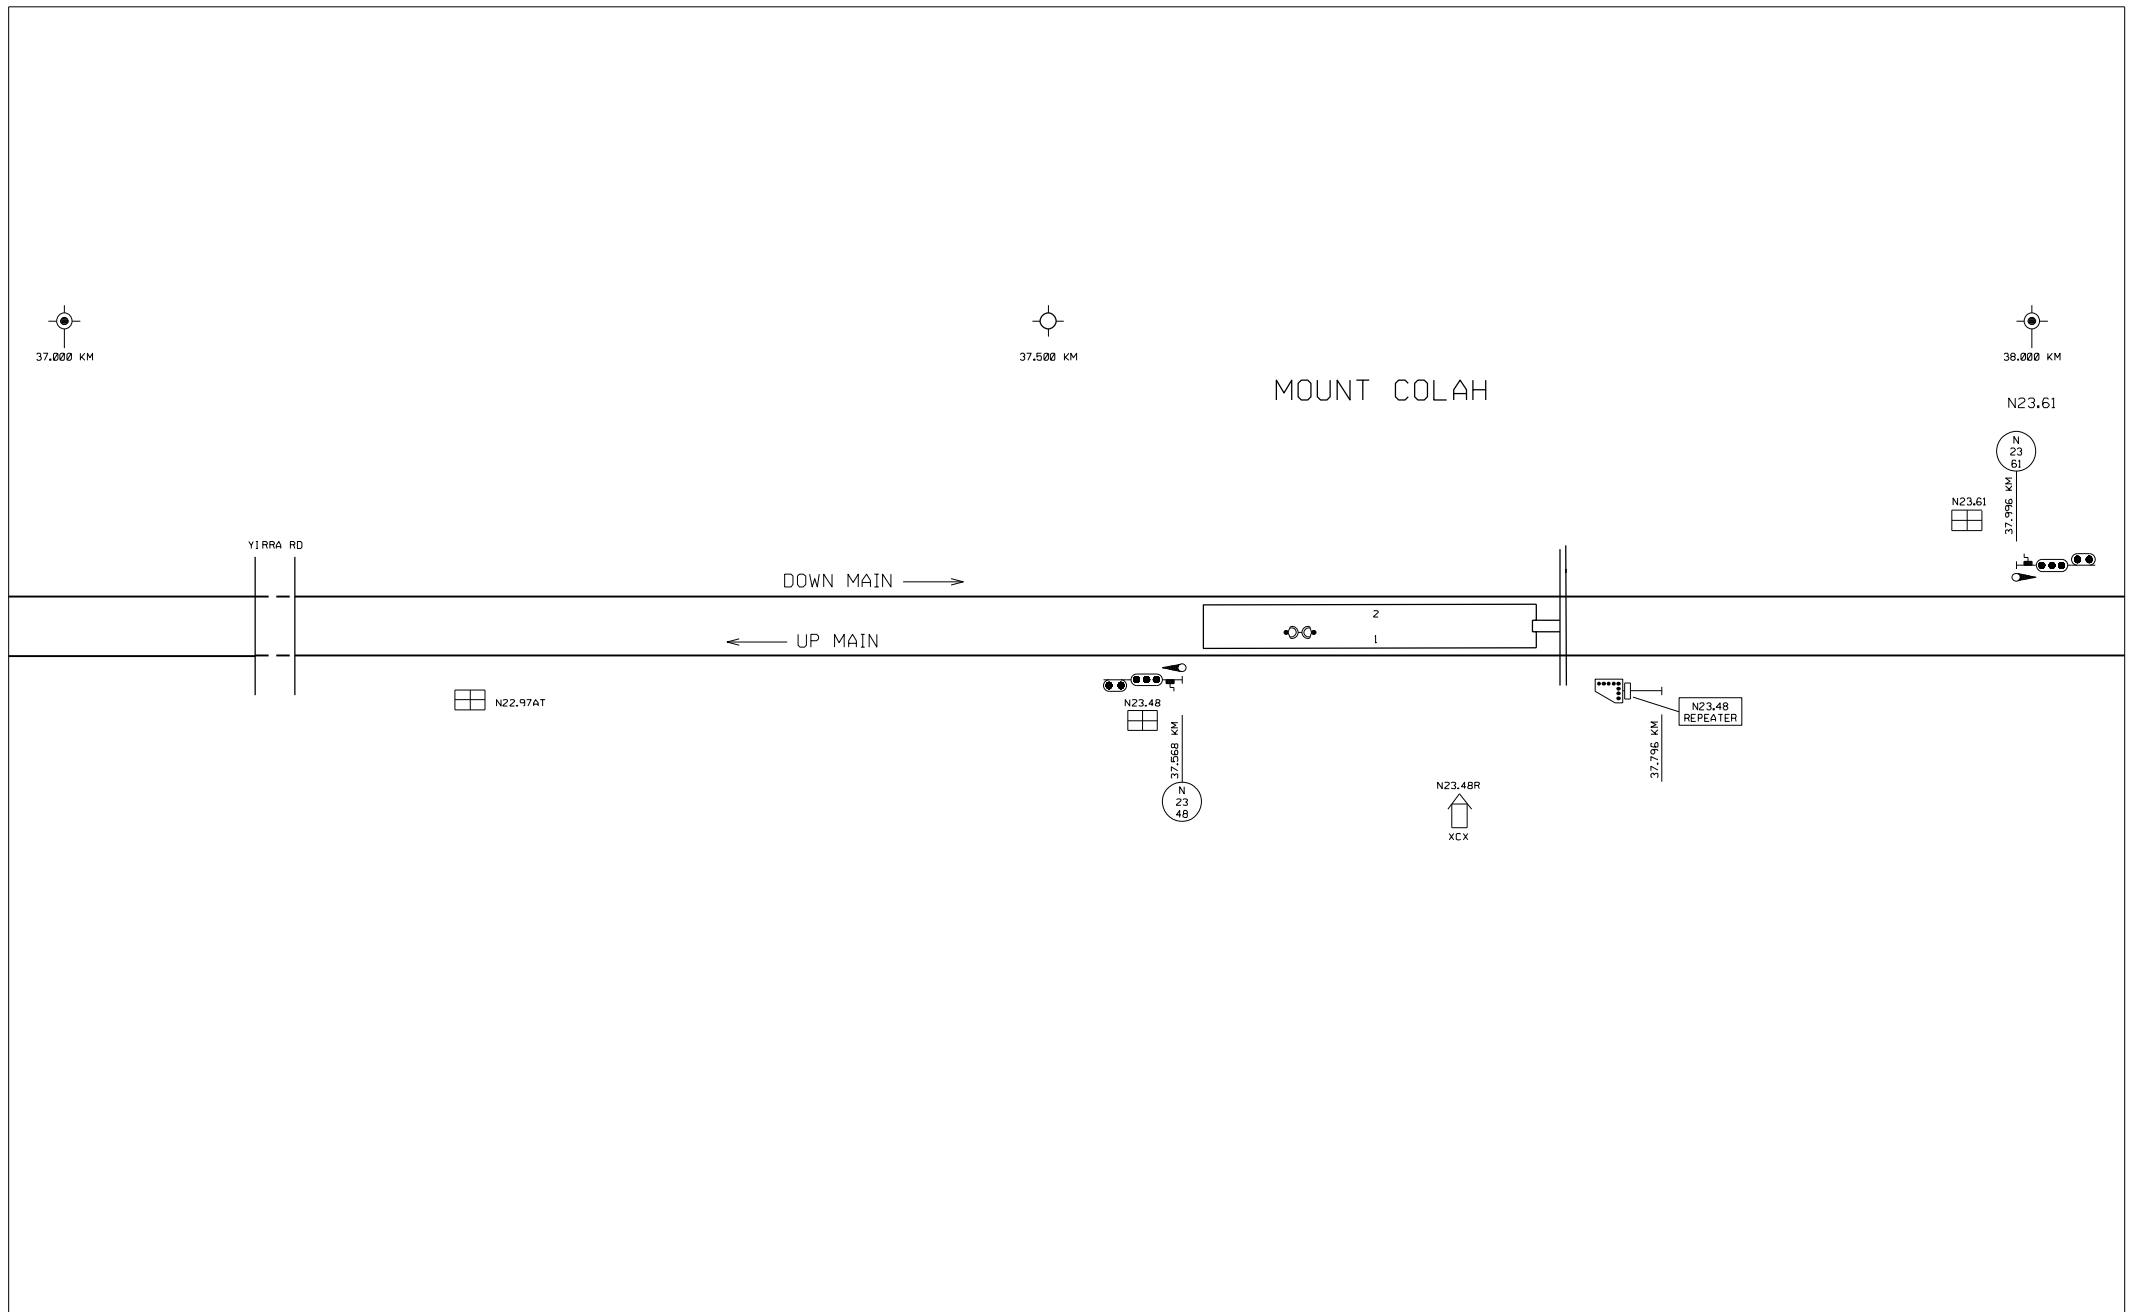 37.000 KM
37.500 KM
38.000 KM
MOUNT COLAH
N23.61
N
23
61
37.996 KM
N23.61
YIRRA RD
DOWN MAIN
2
UP MAIN
1
N22.97AT
N23.48
37.568 KM
N
23
48
N23.48
REPEATER
37.796 KM
N23.48R
XCX